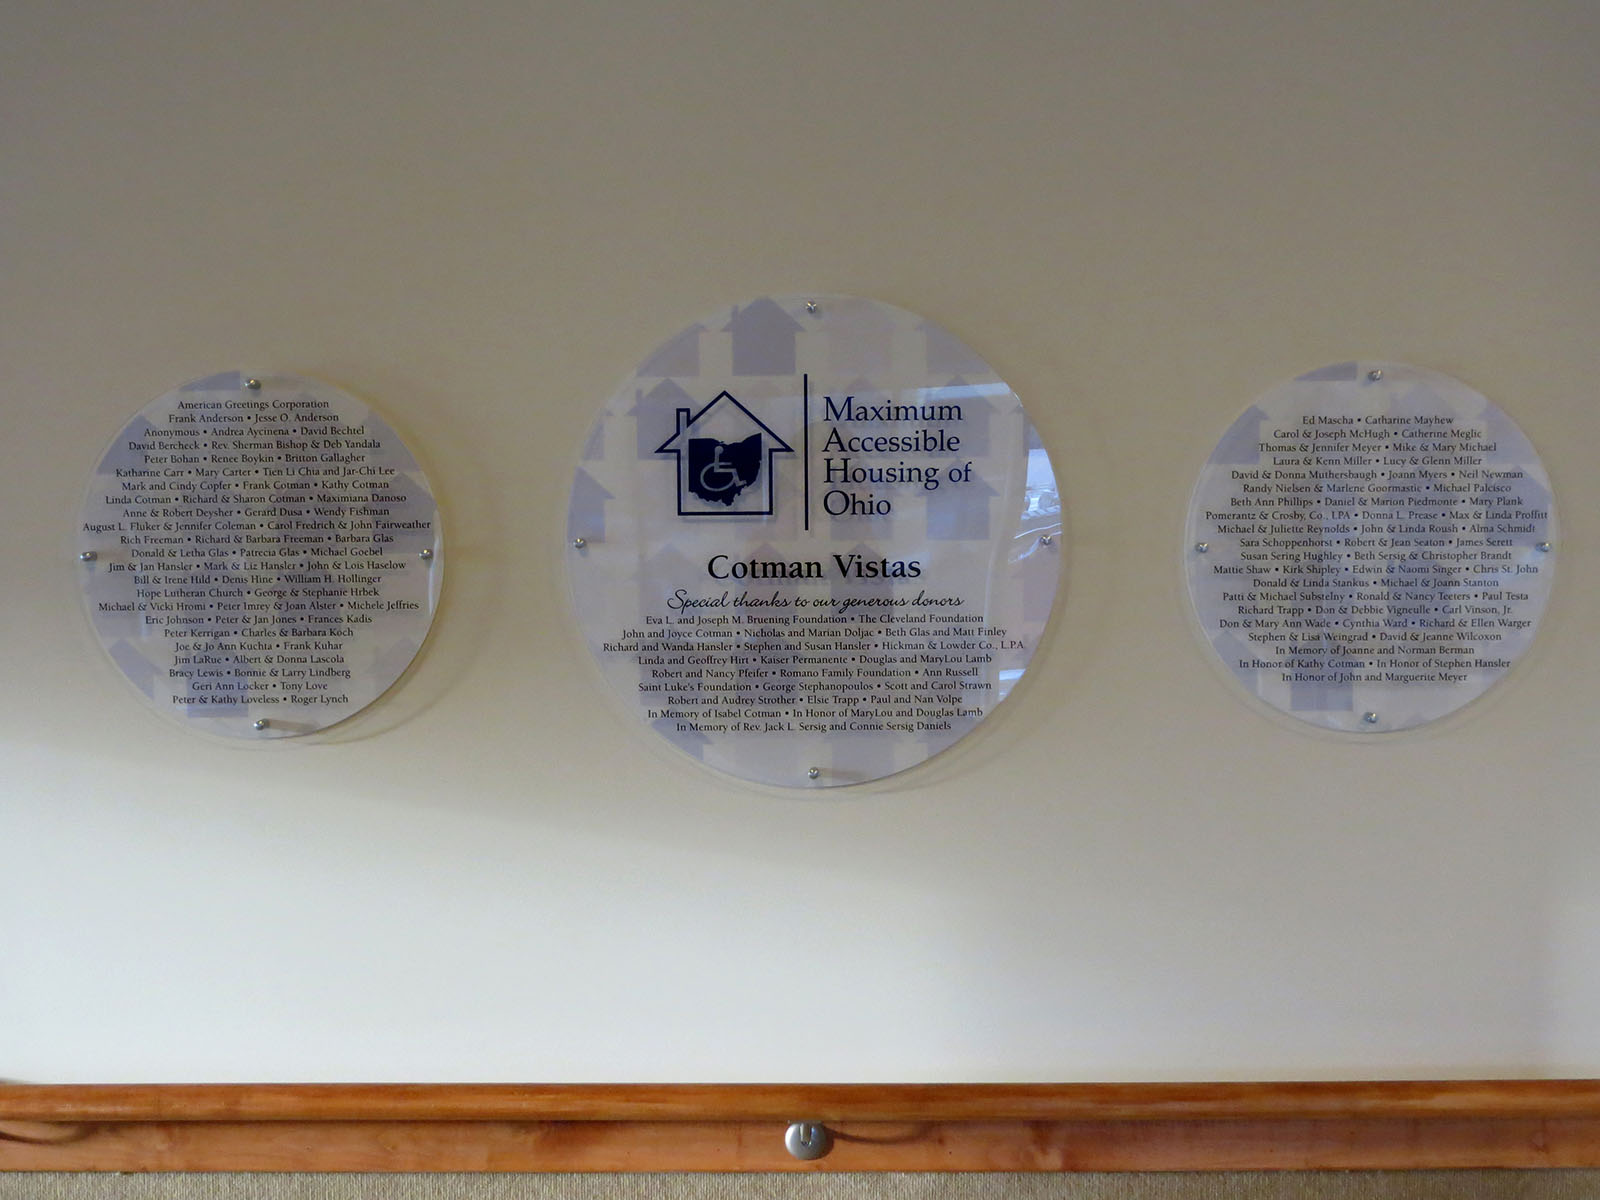 American Greetings Corporation
Frank Anderson • Jesse O. Anderson
Anonymous • Andrea Aycinena • David Bechtel
David Bercheck • Rev. Sherman Bishop & Deb Yandala
Peter Bohan • Renee Boykin • Britton Gallagher
Katharine Carr • Mary Carter • Tien Li Chia and Jar-Chi Lee
Mark and Cindy Copfer • Frank Cotman • Kathy Cotman
Linda Cotman • Richard & Sharon Cotman • Maximiana Danoso
Anne & Robert Deysher • Gerard Dusa • Wendy Fishman
August L. Fluker & Jennifer Coleman • Carol Fredrich & John Fairweather
Rich Freeman • Richard & Barbara Freeman • Barbara Glas
Donald & Letha Glas • Patrecia Glas • Michael Goebel
Jim & Jan Hansler • Mark & Liz Hansler • John & Lois Haselow
Bill & Irene Hild • Denis Hine • William H. Hollinger
Hope Lutheran Church • George & Stephanie Hrbek
Michael & Vicki Hromi • Peter Imrey & Joan Alster • Michele Jeffries
Eric Johnson • Peter & Jan Jones • Frances Kadis
Peter Kerrigan • Charles & Barbara Koch
Joe & Jo Ann Kuchta • Frank Kuhar
Jim LaRue • Albert & Donna Lascola
Bracy Lewis • Bonnie & Larry Lindberg
Geri Ann Locker • Tony Love
Peter & Kathy Loveless • Roger Lynch
Maximum
Accessible
Housing of
Ohio
Cotman Vistas
Special thanks to our generous donors
Eva L. and Joseph M. Bruening Foundation • The Cleveland Foundation
John and Joyce Cotman • Nicholas and Marian Doljac • Beth Glas and Matt Finley
Richard and Wanda Hansler • Stephen and Susan Hansler • Hickman & Lowder Co., L.P.A.
Linda and Geoffrey Hirt • Kaiser Permanente • Douglas and MaryLou Lamb
Robert and Nancy Pfeifer • Romano Family Foundation • Ann Russell
Saint Luke's Foundation • George Stephanopoulos • Scott and Carol Strawn
Robert and Audrey Strother • Elsie Trapp • Paul and Nan Volpe
In Memory of Isabel Cotman • In Honor of MaryLou and Douglas Lamb
In Memory of Rev. Jack L. Sersig and Connie Sersig Daniels
Ed Mascha • Catharine Mayhew
Carol & Joseph McHugh • Catherine Meglic
Thomas & Jennifer Meyer • Mike & Mary Michael
Laura & Kenn Miller • Lucy & Glenn Miller
David & Donna Muthersbaugh • Joann Myers • Neil Newman
Randy Nielsen & Marlene Goormastic • Michael Palcisco
Beth Ann Phillips • Daniel & Marion Piedmonte • Mary Plank
Pomerantz & Crosby, Co., LPA • Donna L. Prease • Max & Linda Proffitt
Michael & Juliette Reynolds • John & Linda Roush • Alma Schmidt
Sara Schoppenhorst • Robert & Jean Seaton • James Serett
Susan Sering Hughley • Beth Sersig & Christopher Brandt
Mattie Shaw • Kirk Shipley • Edwin & Naomi Singer • Chris St. John
Donald & Linda Stankus • Michael & Joann Stanton
Patti & Michael Substelny • Ronald & Nancy Teeters • Paul Testa
Richard Trapp • Don & Debbie Vigneulle • Carl Vinson, Jr.
Don & Mary Ann Wade • Cynthia Ward • Richard & Ellen Warger
Stephen & Lisa Weingrad • David & Jeanne Wilcoxon
In Memory of Joanne and Norman Berman
In Honor of Kathy Cotman • In Honor of Stephen Hansler
In Honor of John and Marguerite Meyer